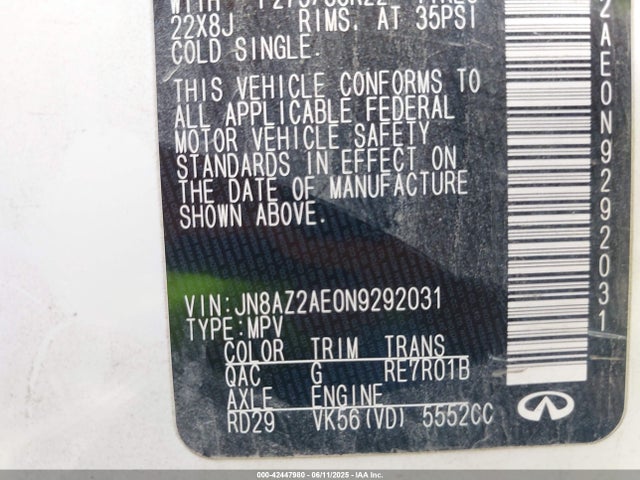 22X8J RIMS. AT 35PSI
COLD SINGLE.
THIS VEHICLE CONFORMS TO
ALL APPLICABLE FEDERAL
MOTOR VEHICLE SAFETY
STANDARDS IN EFFECT ON
THE DATE OF MANUFACTURE
SHOWN ABOVE.
VIN:JN8AZ2AE0N9292031
TYPE:MPV
COLOR TRIM TRANS
QAC G RE7R01B
AXLE ENGINE
RD29 VK56(VD) 5552CC
2AE0N9292031
INFINITI
000-42447980 06/11/2025 IAA Inc.